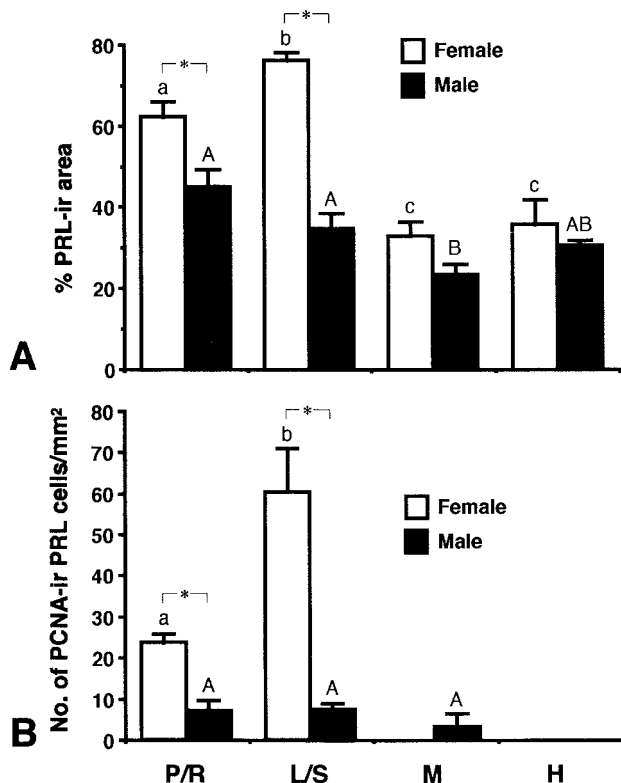 A
% PRL-ir area
80
60
40
20
0
a
*
A
b
*
A
c
B
c
AB
Female
Male
B
No. of PCNA-ir PRL cells/mm²
80
70
60
50
40
30
20
10
0
a
*
A
b
*
A
A
Female
Male
P/R
L/S
M
H